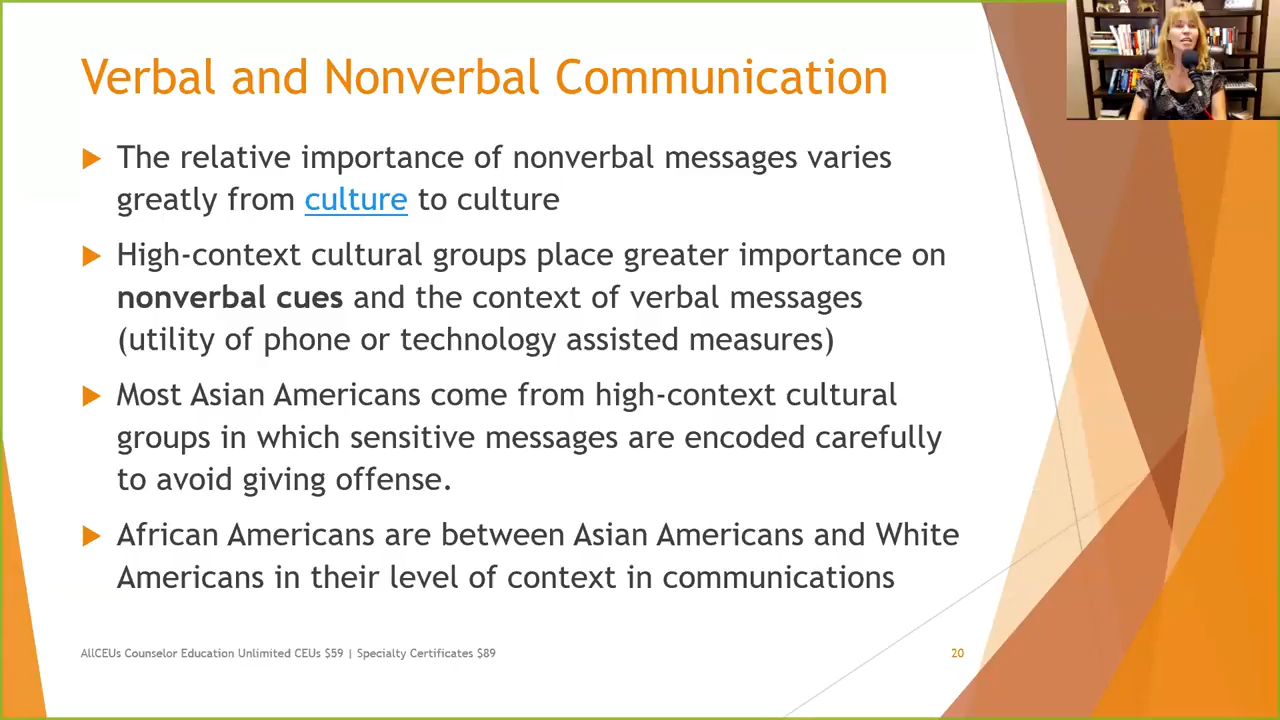 Verbal and Nonverbal Communication
The relative importance of nonverbal messages varies
greatly from culture to culture
High-context cultural groups place greater importance on
nonverbal cues and the context of verbal messages
(utility of phone or technology assisted measures)
Most Asian Americans come from high-context cultural
groups in which sensitive messages are encoded carefully
to avoid giving offense.
African Americans are between Asian Americans and White
Americans in their level of context in communications
AllCEUs Counselor Education Unlimited CEUs $59 | Specialty Certificates $89
20